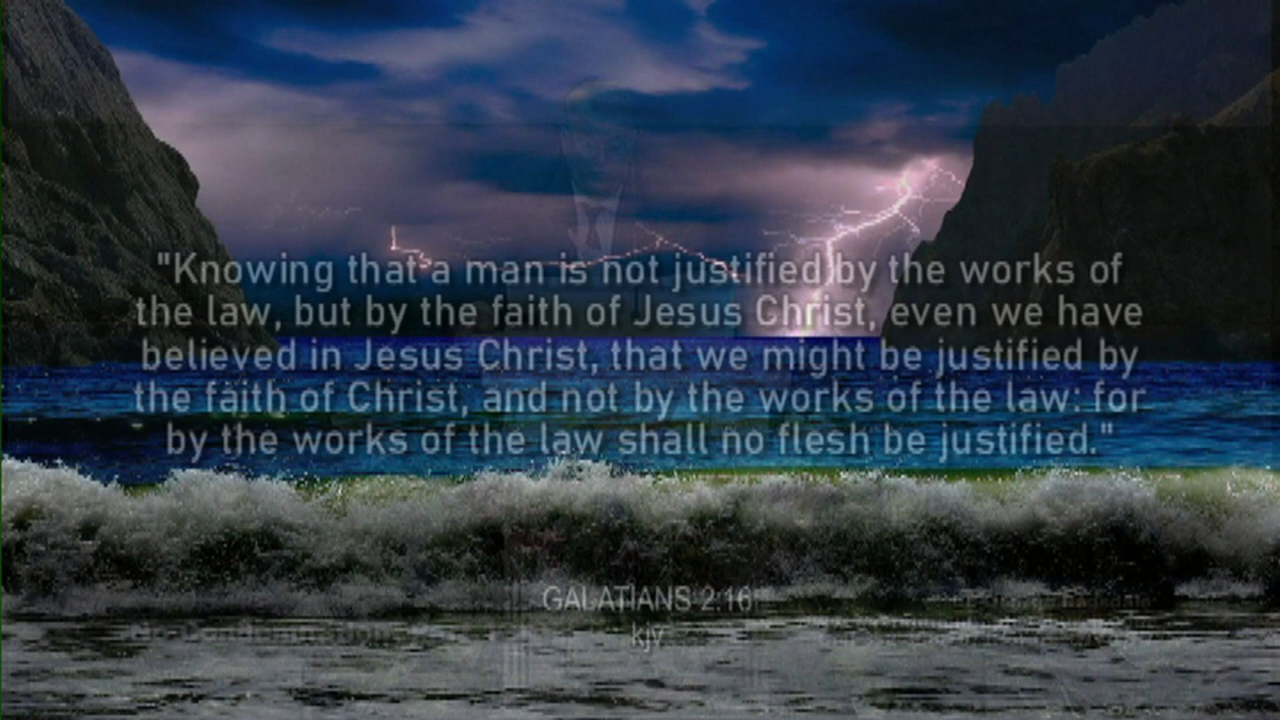 "Knowing that a man is not justified by the works of
the law, but by the faith of Jesus Christ, even we have
believed in Jesus Christ, that we might be justified by
the faith of Christ, and not by the works of the law: for
by the works of the law shall no flesh be justified."
GALATIANS 2:16
kjv